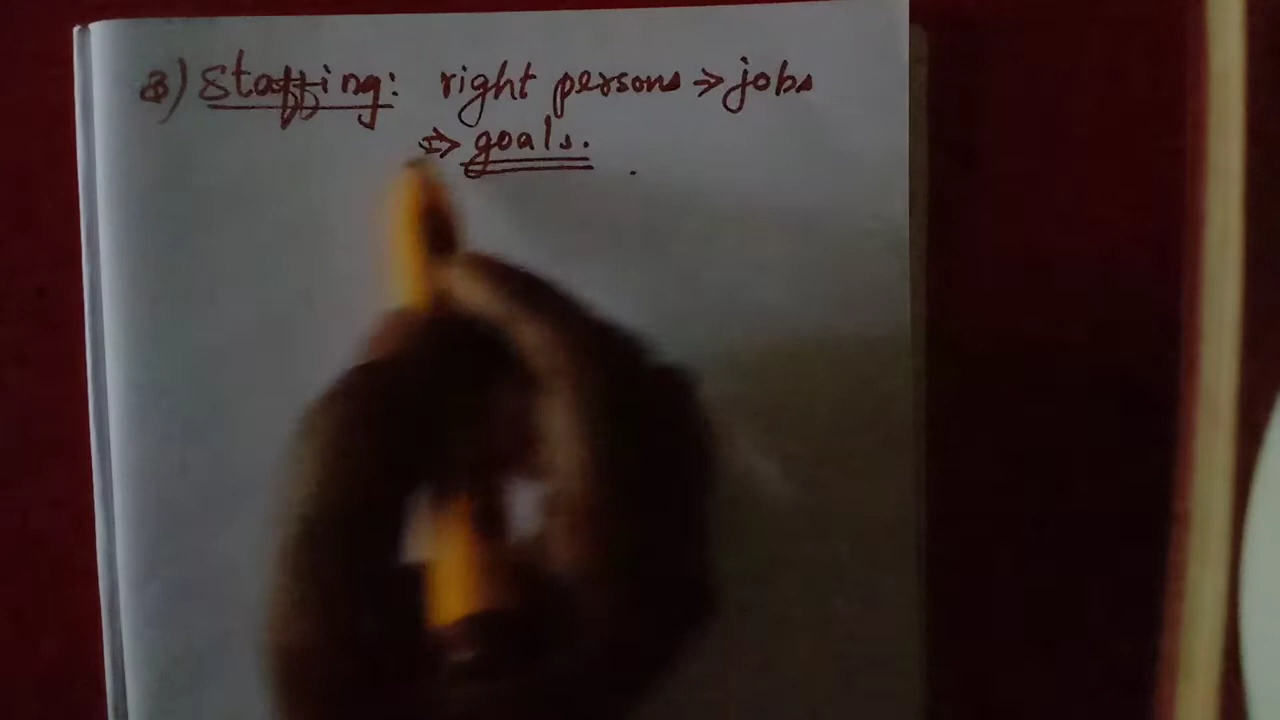 3) Staffing: right persons → jobs
⇒ goals.